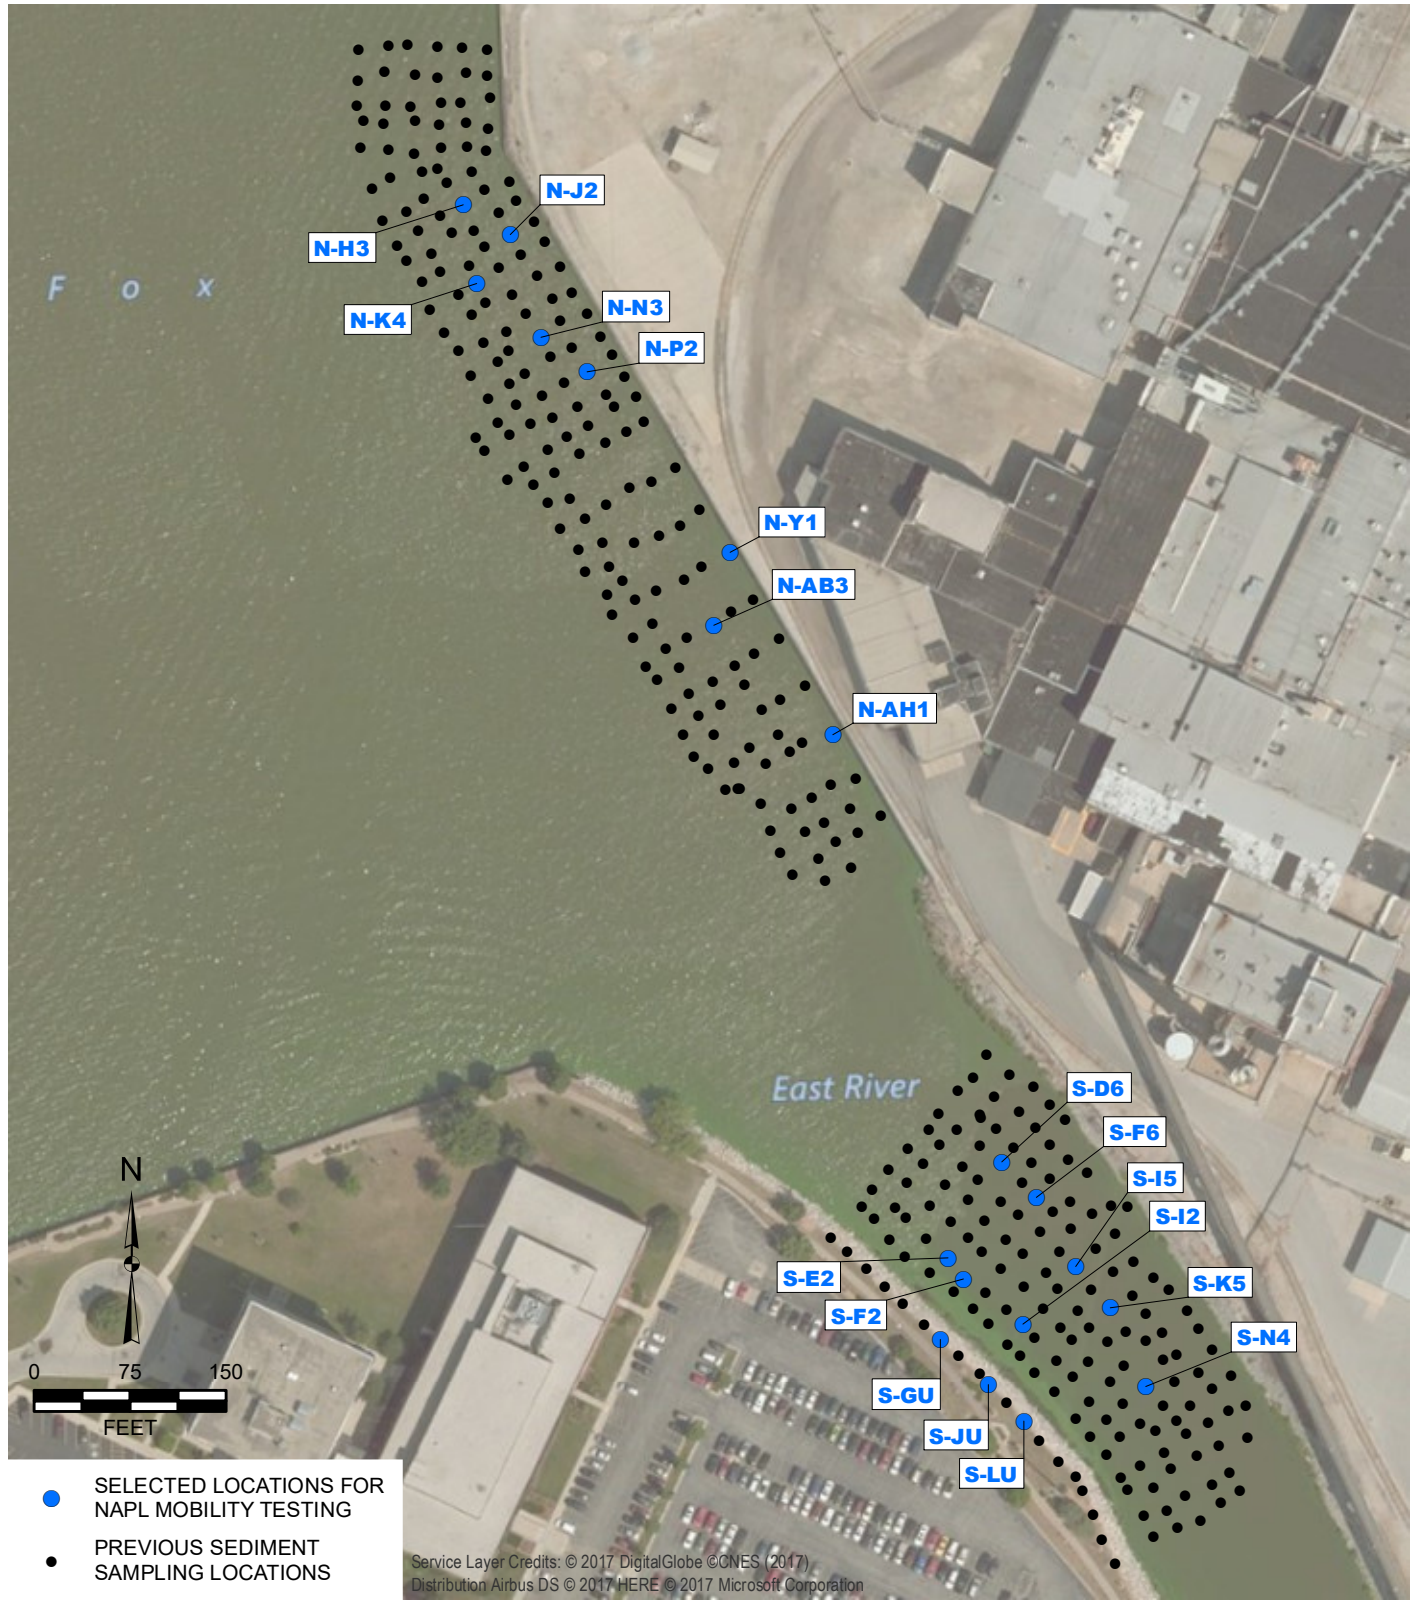 N-J2
N-H3
F o x
N-N3
N-K4
N-P2
N-Y1
N-AB3
N-AH1
East River
S-D6
S-F6
S-I5
S-I2
S-E2
S-K5
S-F2
S-N4
S-GU
S-JU
S-LU
N
0 75 150
FEET
SELECTED LOCATIONS FOR
NAPL MOBILITY TESTING
PREVIOUS SEDIMENT
SAMPLING LOCATIONS
Service Layer Credits: © 2017 DigitalGlobe ©CNES (2017)
Distribution Airbus DS © 2017 HERE © 2017 Microsoft Corporation